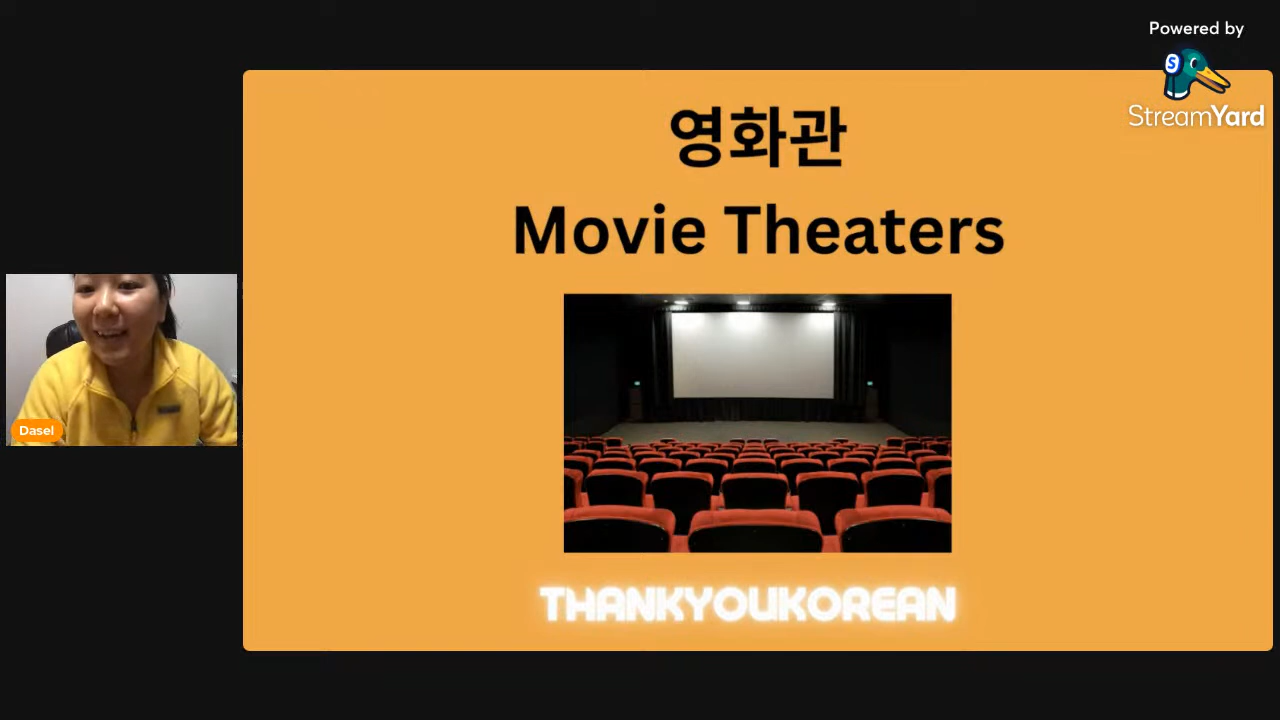 Powered by
S
StreamYard
영화관
Movie Theaters
Dasel
THANKYOUKOREAN